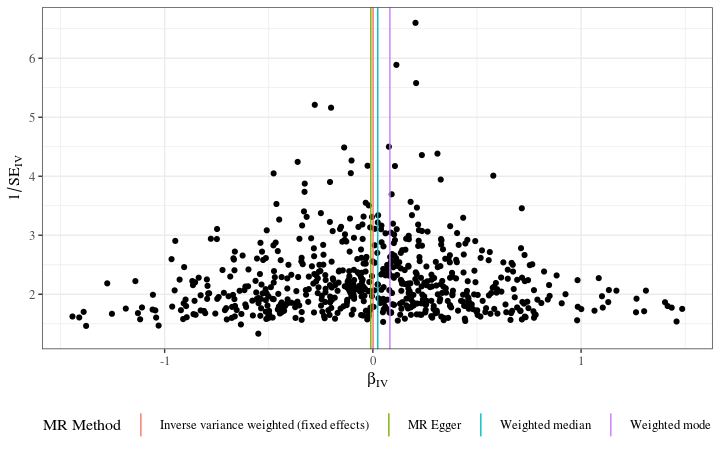 1/SE_IV
6
5
4
3
2
-1
0
1
β_IV
MR Method
Inverse variance weighted (fixed effects)
MR Egger
Weighted median
Weighted mode